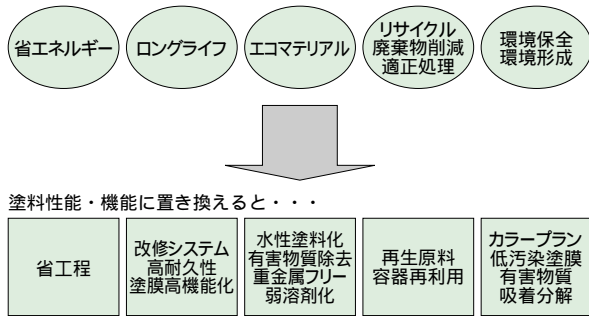 省エネルギー
ロングライフ
エコマテリアル
リサイクル
廃棄物削減
適正処理
環境保全
環境形成
塗料性能・機能に置き換えると・・・
省工程
改修システム
高耐久性
塗膜高機能化
水性塗料化
有害物質除去
重金属フリー
弱溶剤化
再生原料
容器再利用
カラープラン
低汚染塗膜
有害物質
吸着分解